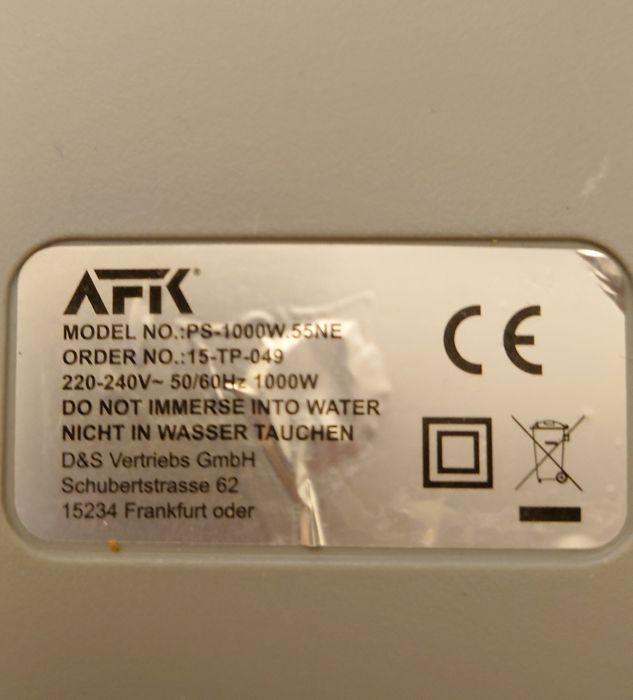 AFK®
MODEL NO.:PS-1000W.55NE
ORDER NO.:15-TP-049
220-240V~ 50/60Hz 1000W
DO NOT IMMERSE INTO WATER
NICHT IN WASSER TAUCHEN
D&S Vertriebs GmbH
Schubertstrasse 62
15234 Frankfurt oder
CE